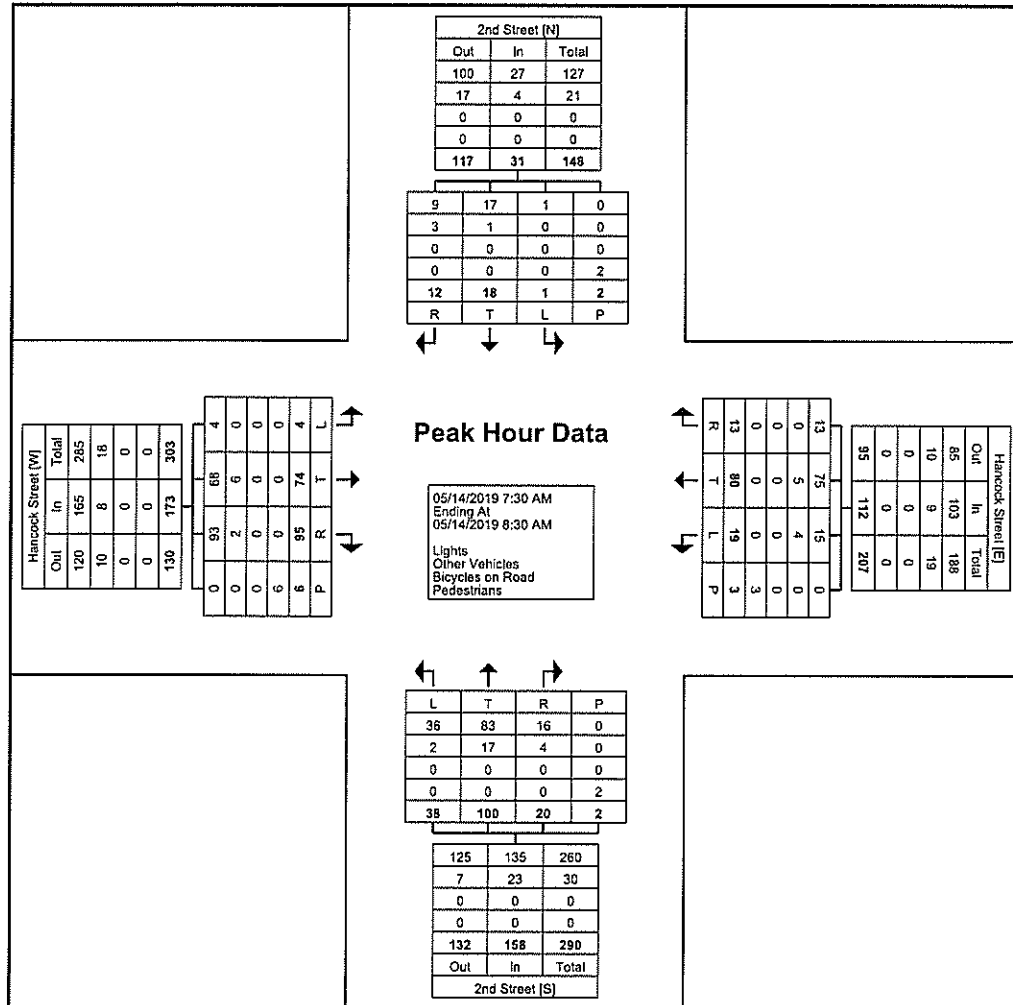 2nd Street [N]
Out In Total
100 27 127
17 4 21
0 0 0
0 0 0
117 31 148
9 17 1 0
3 1 0 0
0 0 0 0
0 0 0 2
12 18 1 2
R T L P
Hancock Street [W]
Total In Out
285 165 120
18 8 10
0 0 0
0 0 0
303 173 130
4 68 93 0
0 6 2 0
0 0 0 0
0 0 0 6
4 74 95 6
L T R P
Peak Hour Data
05/14/2019 7:30 AM
Ending At
05/14/2019 8:30 AM
Lights
Other Vehicles
Bicycles on Road
Pedestrians
R T L P
13 80 19 3
0 0 0 3
0 0 0 0
0 5 4 0
13 75 15 0
Hancock Street [E]
Out In Total
85 103 188
10 9 19
0 0 0
0 0 0
95 112 207
L T R P
36 83 16 0
2 17 4 0
0 0 0 0
0 0 0 2
38 100 20 2
125 135 260
7 23 30
0 0 0
0 0 0
132 158 290
Out In Total
2nd Street [S]